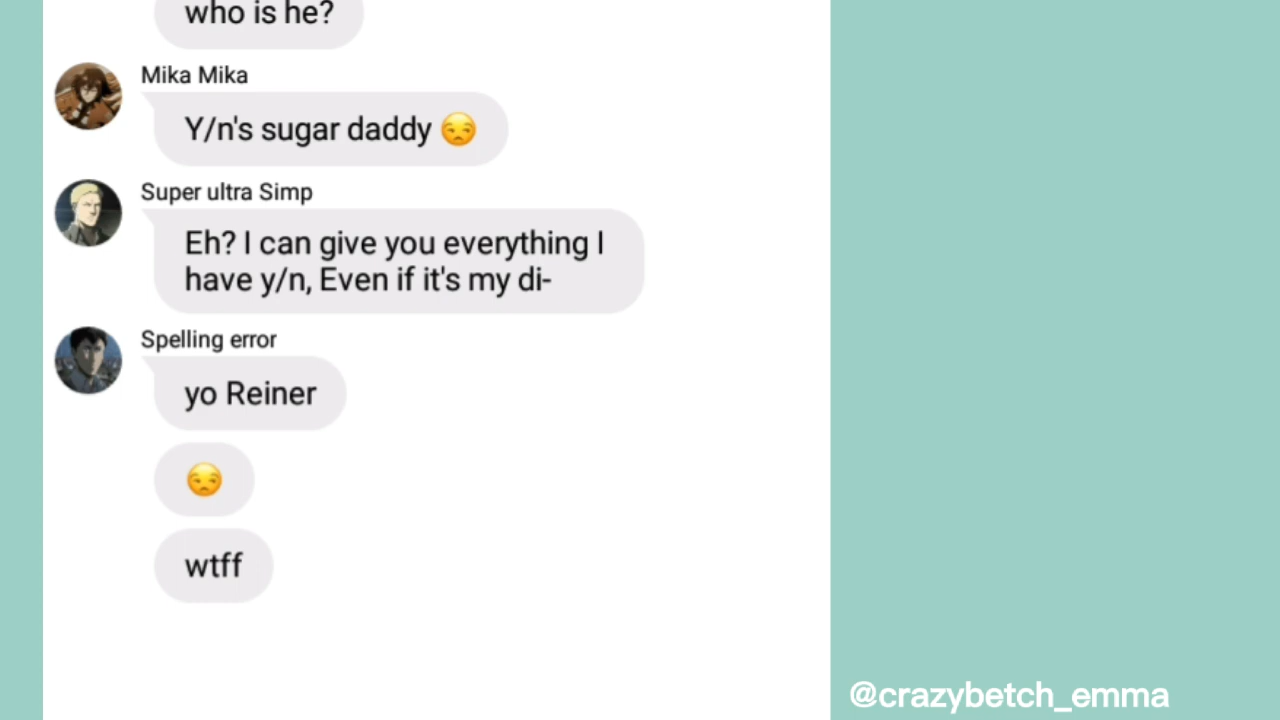 who is he?
Mika Mika
Y/n's sugar daddy 😒
Super ultra Simp
Eh? I can give you everything I
have y/n, Even if it's my di-
Spelling error
yo Reiner
😒
wtff
@crazybetch_emma